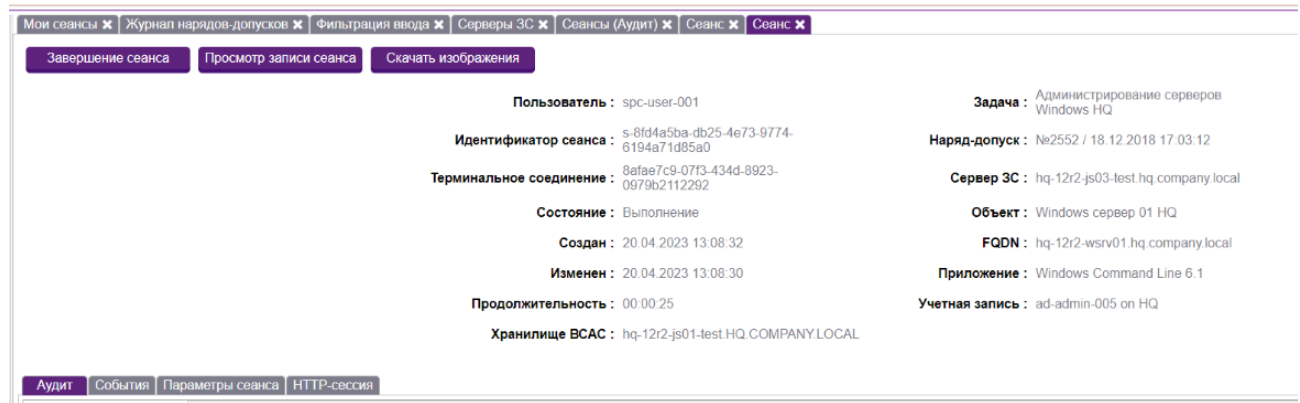 Мои сеансы ✖ Журнал нарядов-допусков ✖ Фильтрация ввода ✖ Серверы ЗС ✖ Сеансы (Аудит) ✖ Сеанс ✖ Сеанс ✖
Завершение сеанса Просмотр записи сеанса Скачать изображения
Пользователь : spc-user-001
Задача : Администрирование серверов
Windows HQ
Идентификатор сеанса : s-8fd4a5ba-db25-4e73-9774-
6194a71d85a0
Наряд-допуск : №2552 / 18.12.2018 17:03:12
Терминальное соединение : 8afae7c9-07f3-434d-8923-
0979b2112292
Сервер ЗС : hq-12r2-js03-test.hq.company.local
Состояние : Выполнение
Объект : Windows сервер 01 HQ
Создан : 20.04.2023 13:08:32
FQDN : hq-12r2-wsrv01.hq.company.local
Изменен : 20.04.2023 13:08:30
Приложение : Windows Command Line 6.1
Продолжительность : 00:00:25
Учетная запись : ad-admin-005 on HQ
Хранилище ВСАС : hq-12r2-js01-test.HQ.COMPANY.LOCAL
Аудит События Параметры сеанса HTTP-сессия